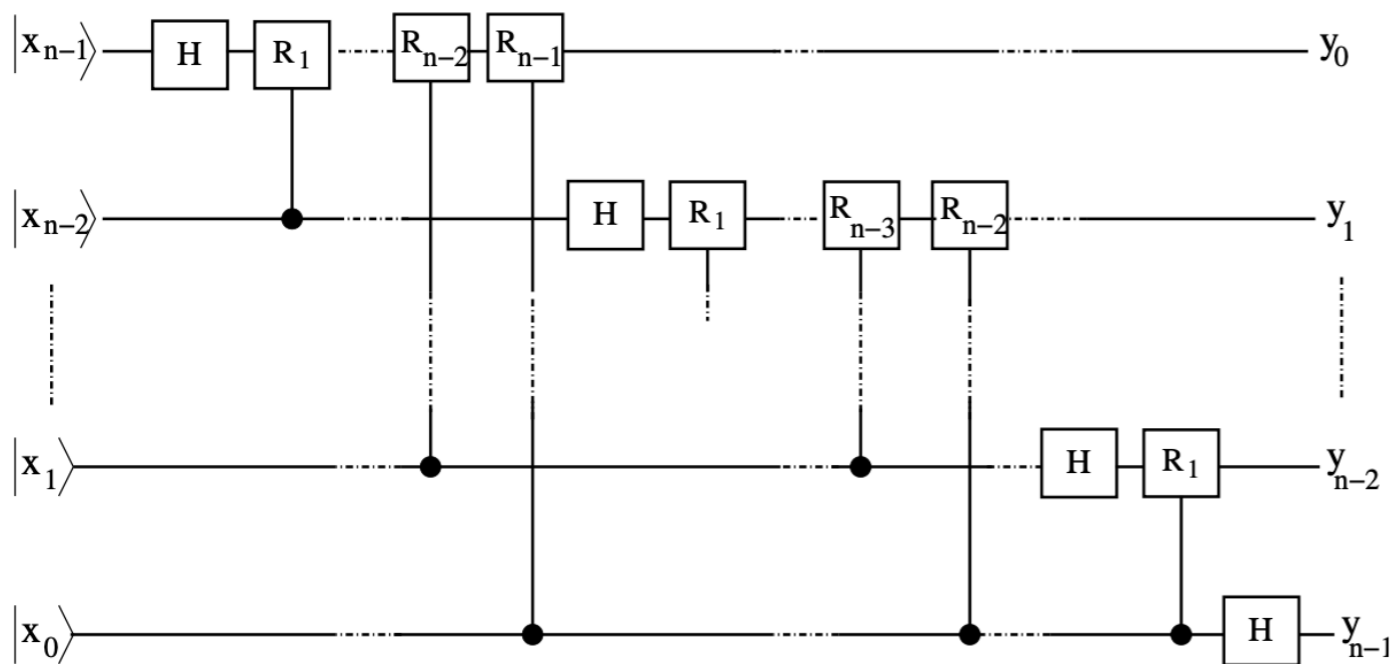 |x_{n−1}⟩ H R_1 R_{n−2} R_{n−1} y_0
|x_{n−2}⟩ H R_1 R_{n−3} R_{n−2} y_1
|x_1⟩ H R_1 y_{n−2}
|x_0⟩ H y_{n−1}